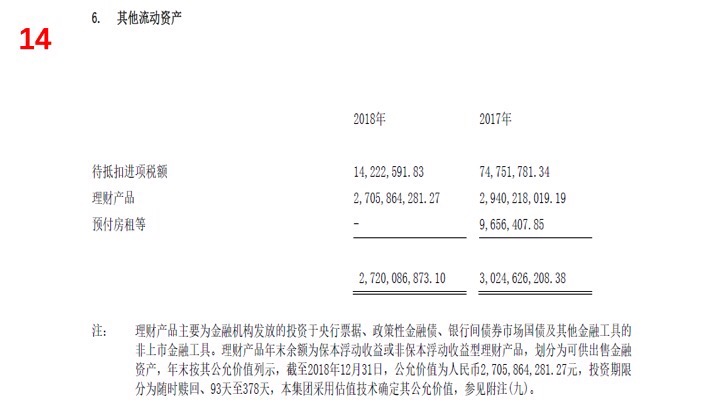 6. 其他流动资产
14
2018年 2017年
待抵扣进项税额 14,222,591.83 74,751,781.34
理财产品 2,705,864,281.27 2,940,218,019.19
预付房租等 - 9,656,407.85
2,720,086,873.10 3,024,626,208.38
注： 理财产品主要为金融机构发放的投资于央行票据、政策性金融债、银行间债券市场国债及其他金融工具的
非上市金融工具。理财产品年末余额为保本浮动收益或非保本浮动收益型理财产品，划分为可供出售金融
资产，年末按其公允价值列示，截至2018年12月31日，公允价值为人民币2,705,864,281.27元，投资期限
分为随时赎回、93天至378天，本集团采用估值技术确定其公允价值，参见附注(九)。